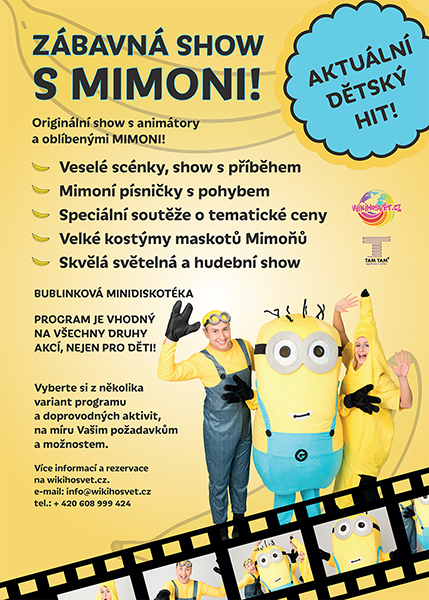 ZÁBAVNÁ SHOW
S MIMONI!
AKTUÁLNÍ
DĚTSKÝ
HIT!
Originální show s animátory
a oblíbenými MIMONI!
Veselé scénky, show s příběhem
Mimoní písničky s pohybem
Speciální soutěže o tematické ceny
Velké kostýmy maskotů Mimoňů
Skvělá světelná a hudební show
WIKIHOSVET.CZ
TAM TAM
BUBLINKOVÁ MINIDISKOTÉKA
PROGRAM JE VHODNÝ
NA VŠECHNY DRUHY
AKCÍ, NEJEN PRO DĚTI!
Vyberte si z několika
variant programu
a doprovodných aktivit,
na míru Vašim požadavkům
a možnostem.
Více informací a rezervace
na wikihosvet.cz.
e-mail: info@wikihosvet.cz
tel.: + 420 608 999 424